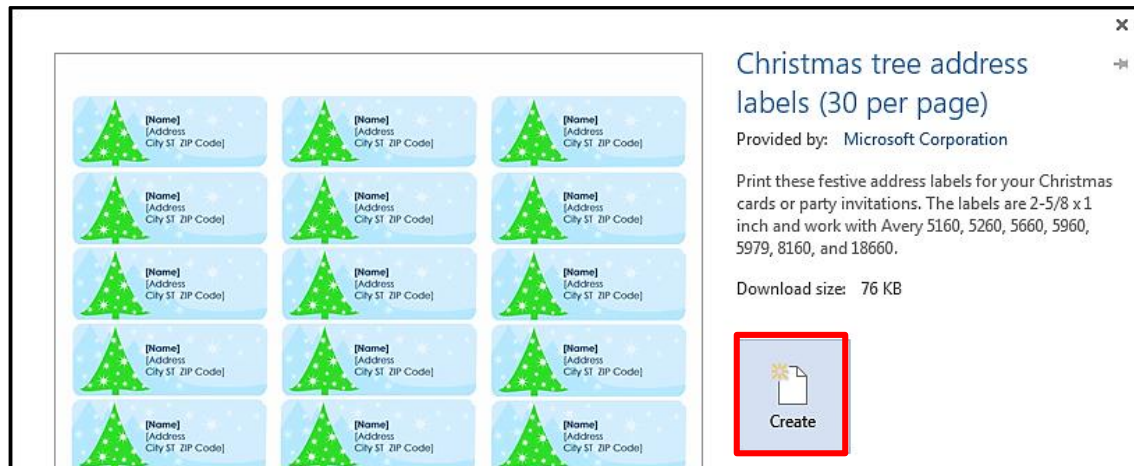 Christmas tree address
labels (30 per page)
Provided by: Microsoft Corporation
Print these festive address labels for your Christmas
cards or party invitations. The labels are 2-5/8 x 1
inch and work with Avery 5160, 5260, 5660, 5960,
5979, 8160, and 18660.
Download size: 76 KB
Create
[Name]
[Address
City ST ZIP Code]
[Name]
[Address
City ST ZIP Code]
[Name]
[Address
City ST ZIP Code]
[Name]
[Address
City ST ZIP Code]
[Name]
[Address
City ST ZIP Code]
[Name]
[Address
City ST ZIP Code]
[Name]
[Address
City ST ZIP Code]
[Name]
[Address
City ST ZIP Code]
[Name]
[Address
City ST ZIP Code]
[Name]
[Address
City ST ZIP Code]
[Name]
[Address
City ST ZIP Code]
[Name]
[Address
City ST ZIP Code]
[Name]
[Address
City ST ZIP Code]
[Name]
[Address
City ST ZIP Code]
[Name]
[Address
City ST ZIP Code]